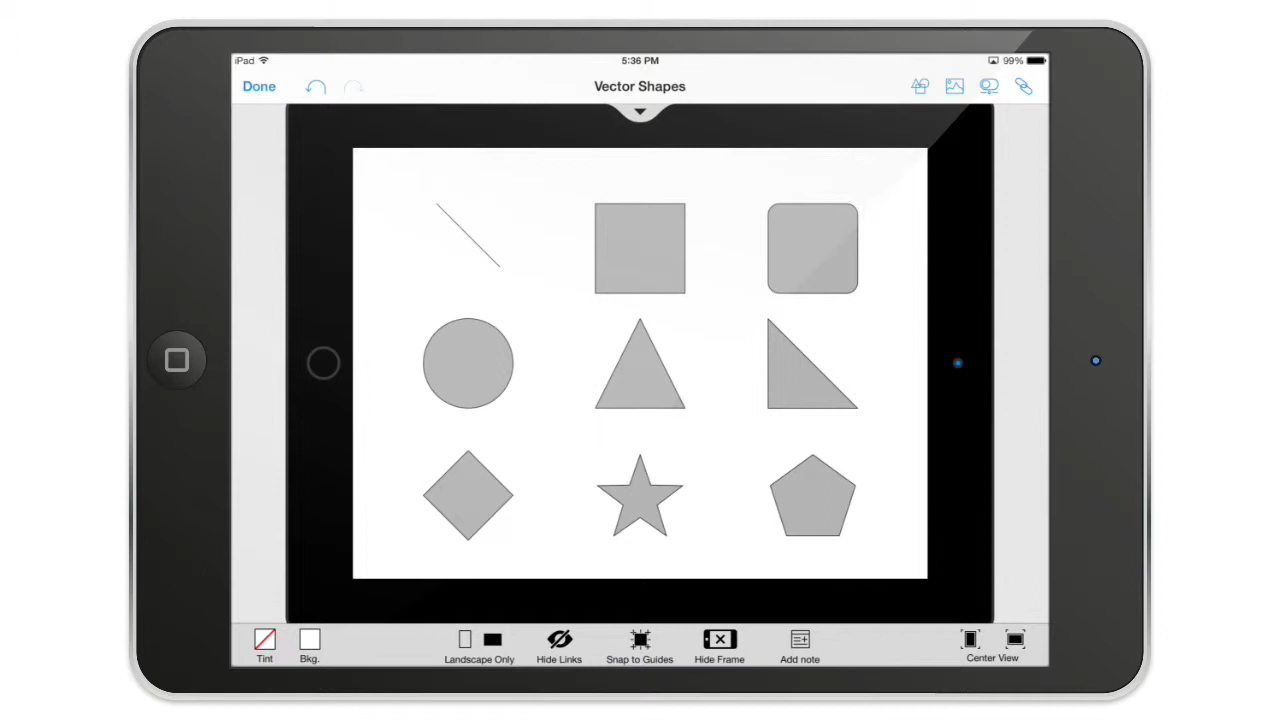 iPad
5:36 PM
99%
Done
Vector Shapes
Tint
Bkg.
Landscape Only
Hide Links
Snap to Guides
Hide Frame
Add note
Center View